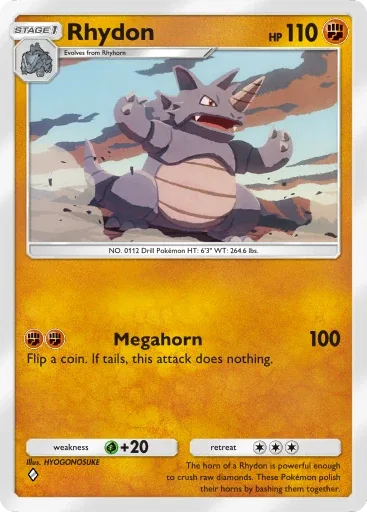 STAGE 1
Rhydon
HP 110
Evolves from Rhyhorn
NO. 0112 Drill Pokémon HT: 6'3" WT: 264.6 lbs.
Megahorn 100
Flip a coin. If tails, this attack does nothing.
weakness +20
retreat
Illus. HYOGONOSUKE
The horn of a Rhydon is powerful enough
to crush raw diamonds. These Pokémon polish
their horns by bashing them together.